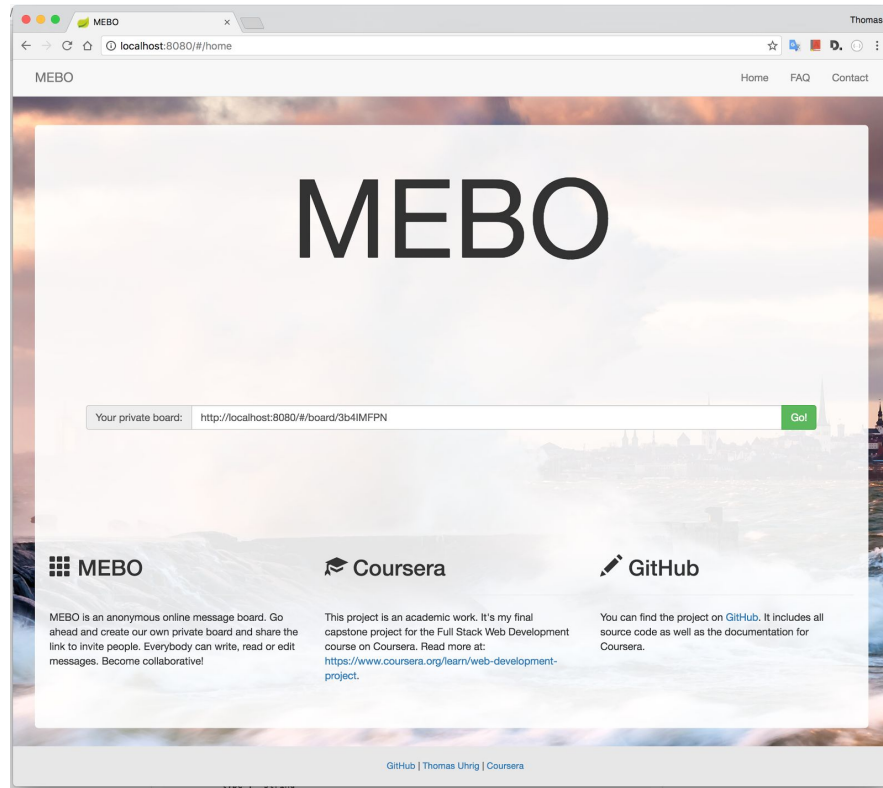 MEBO
Thomas
localhost:8080/#/home
D.
MEBO
Home FAQ Contact
MEBO
Your private board: http://localhost:8080/#/board/3b4IMFPN Go!
MEBO
MEBO is an anonymous online message board. Go
ahead and create our own private board and share the
link to invite people. Everybody can write, read or edit
messages. Become collaborative!
Coursera
This project is an academic work. It's my final
capstone project for the Full Stack Web Development
course on Coursera. Read more at:
https://www.coursera.org/learn/web-development-
project.
GitHub
You can find the project on GitHub. It includes all
source code as well as the documentation for
Coursera.
GitHub | Thomas Uhrig | Coursera